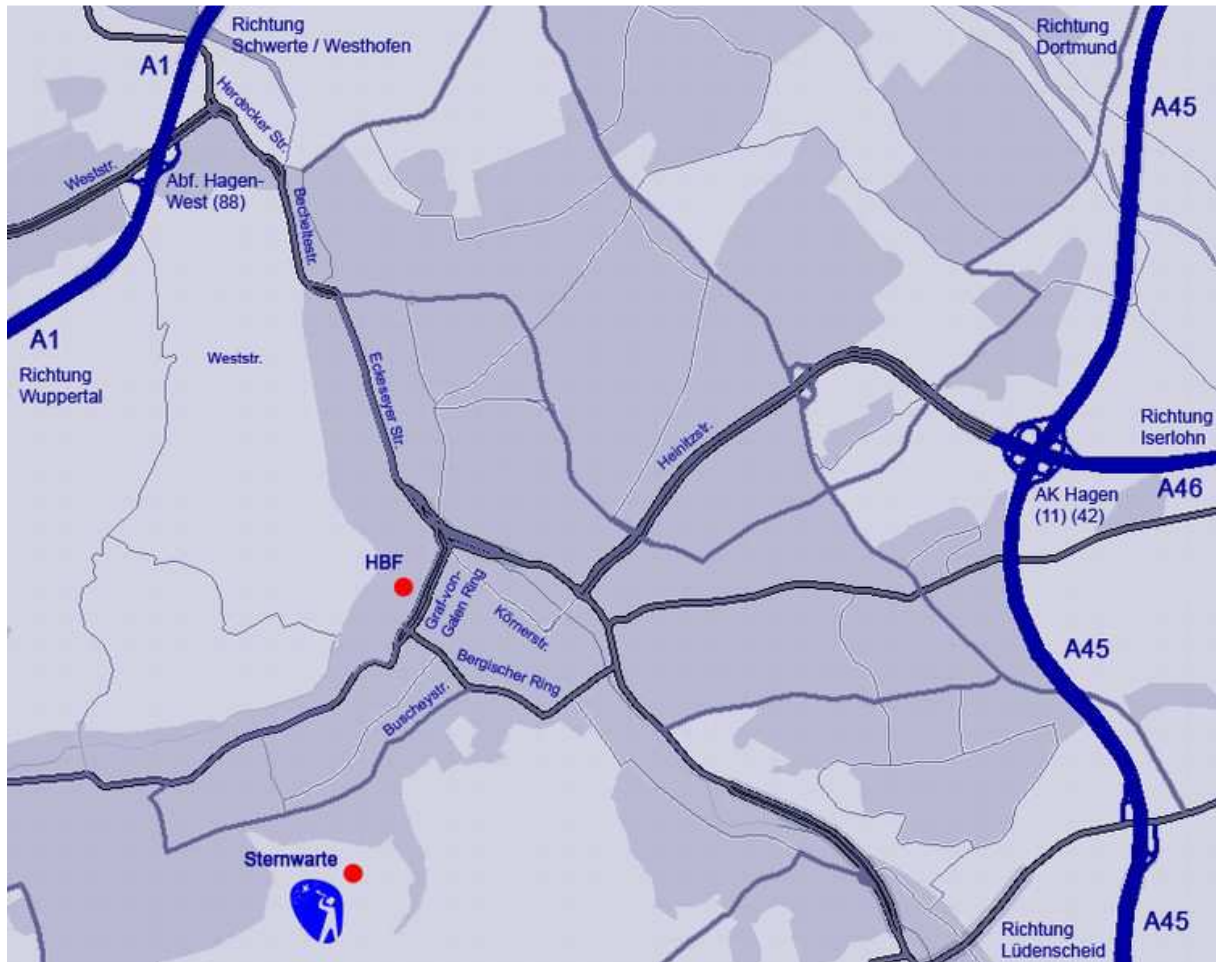 Richtung
Schwerte / Westhofen
A1
Richtung
Dortmund
A45
Herdecker Str.
Weststr.
Abf. Hagen-
West (88)
Becheltestr.
A1
Richtung
Wuppertal
Weststr.
Eckeseyer Str.
Heinitzstr.
Richtung
Iserlohn
A46
AK Hagen
(11) (42)
HBF
Graf-von-
Galen Ring
Körnerstr.
Bergischer Ring
Buscheystr.
A45
Sternwarte
A45
Richtung
Lüdenscheid